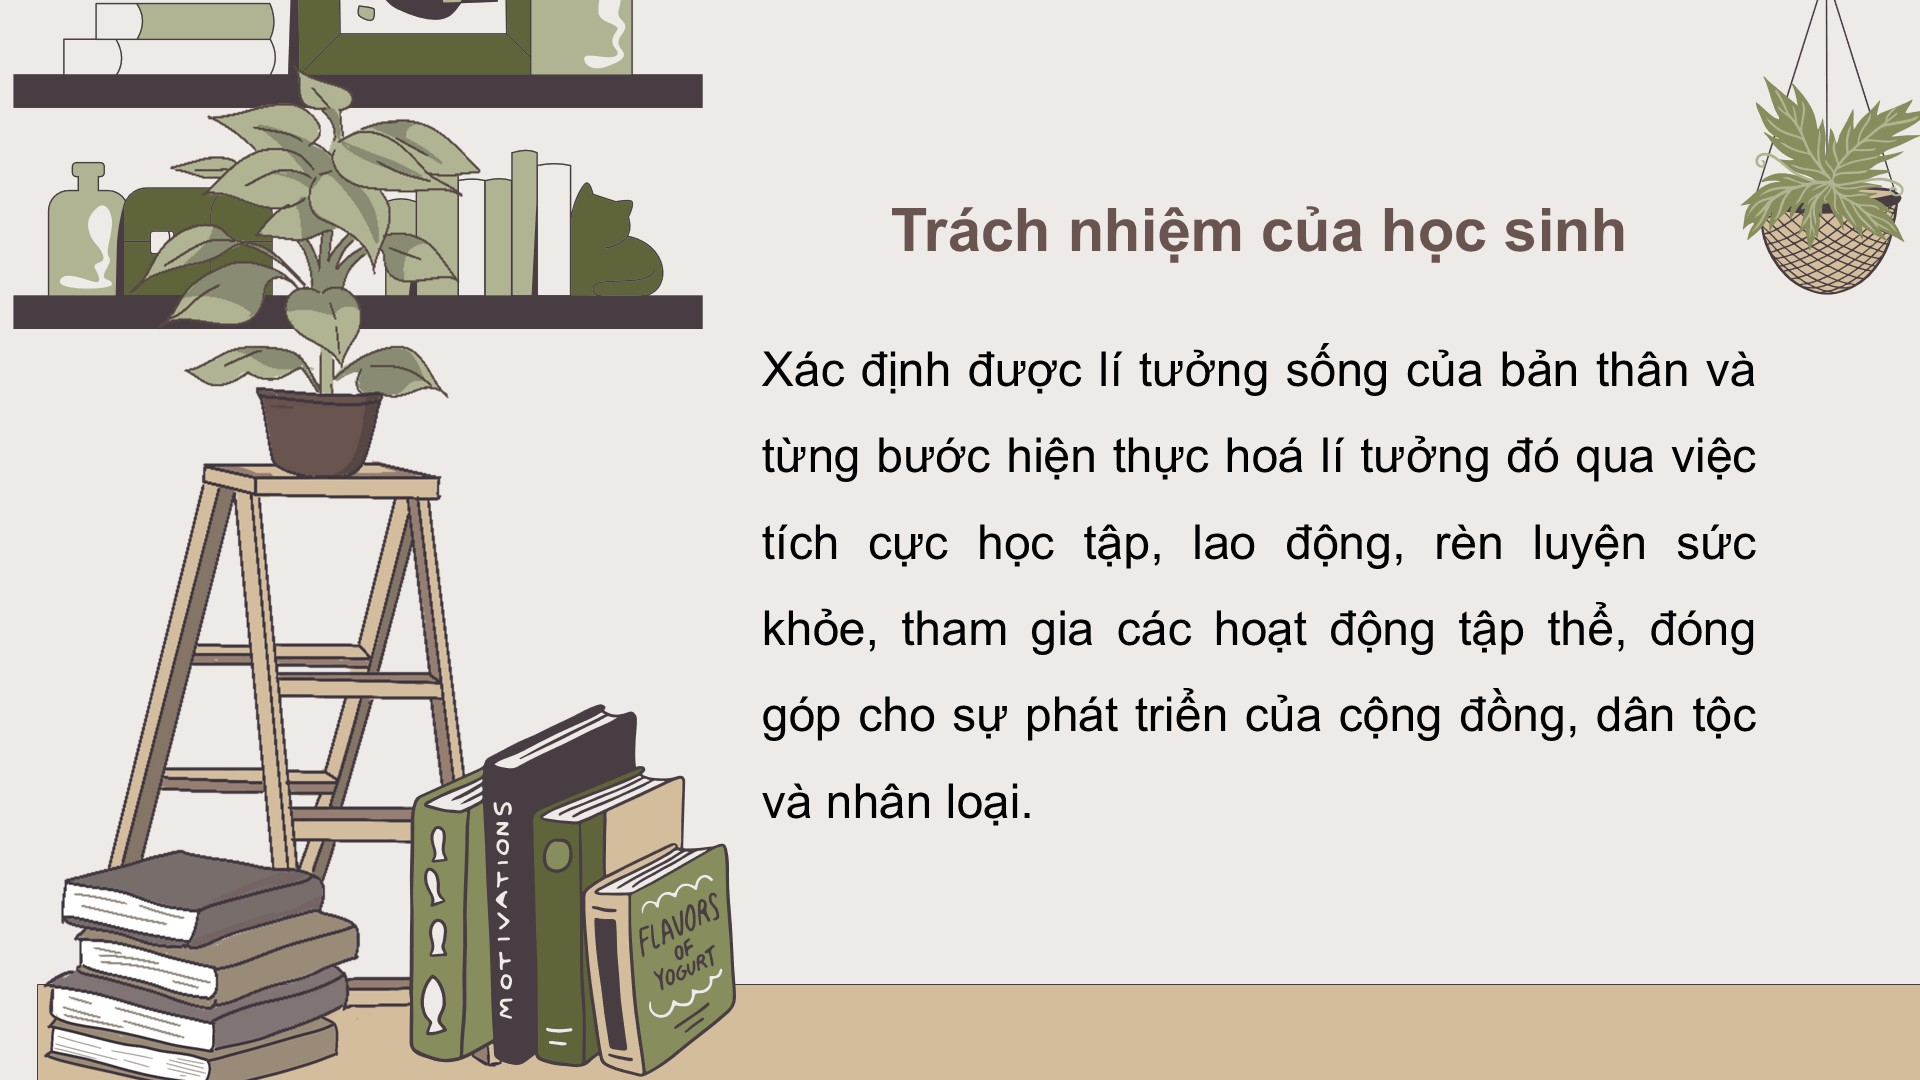 Trách nhiệm của học sinh
Xác định được lí tưởng sống của bản thân và
từng bước hiện thực hoá lí tưởng đó qua việc
tích cực học tập, lao động, rèn luyện sức
khỏe, tham gia các hoạt động tập thể, đóng
góp cho sự phát triển của cộng đồng, dân tộc
và nhân loại.
MOTIVATIONS
FLAVORS
OF
YOGURT